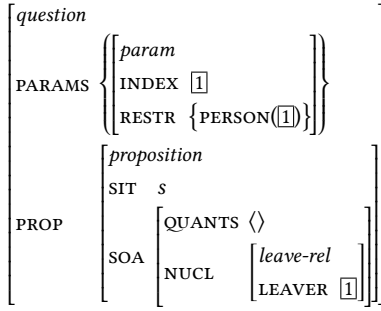 question
PARAMS {[param
INDEX 1
RESTR {PERSON(1)}]}
PROP [proposition
SIT s
SOA [QUANTS ⟨⟩
NUCL [leave-rel
LEAVER 1]]]